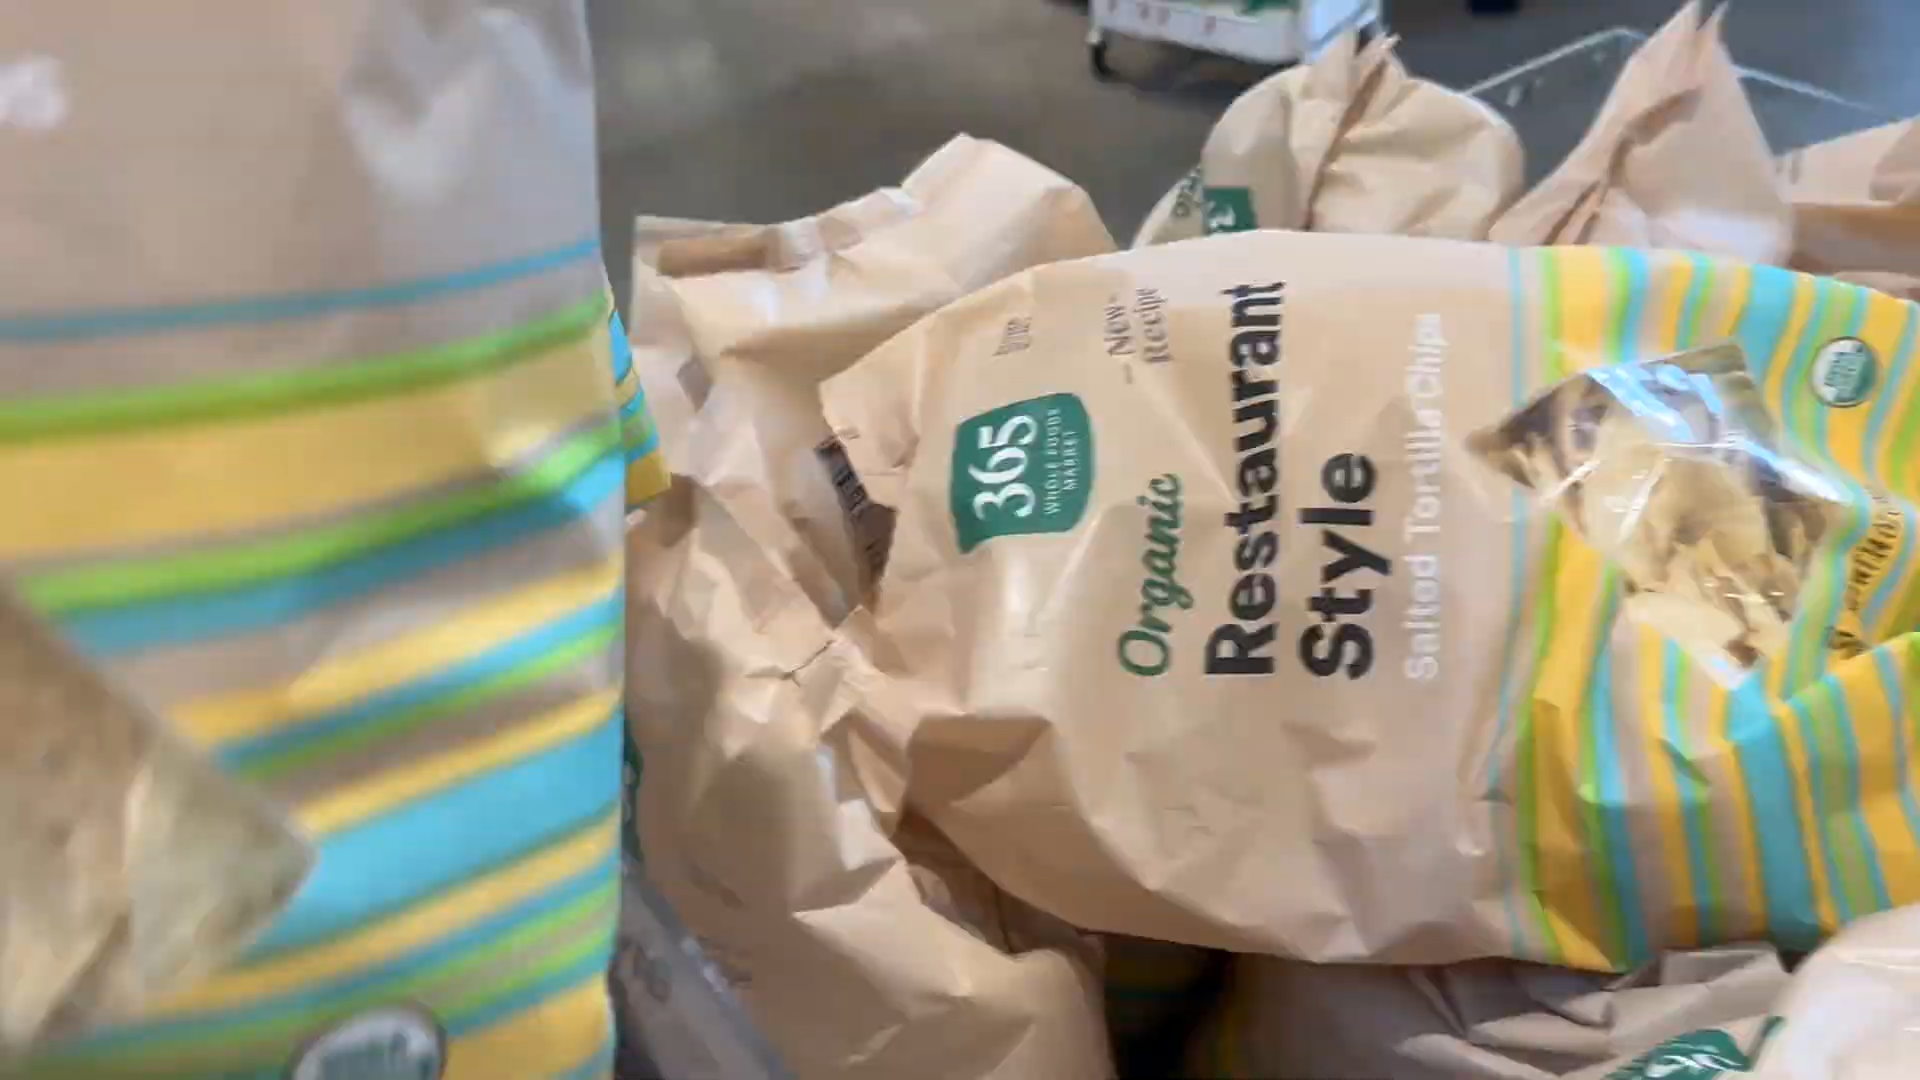 365
WHOLE FOODS
MARKET
New
Recipe
Organic
Restaurant
Style
Salted Tortilla Chips